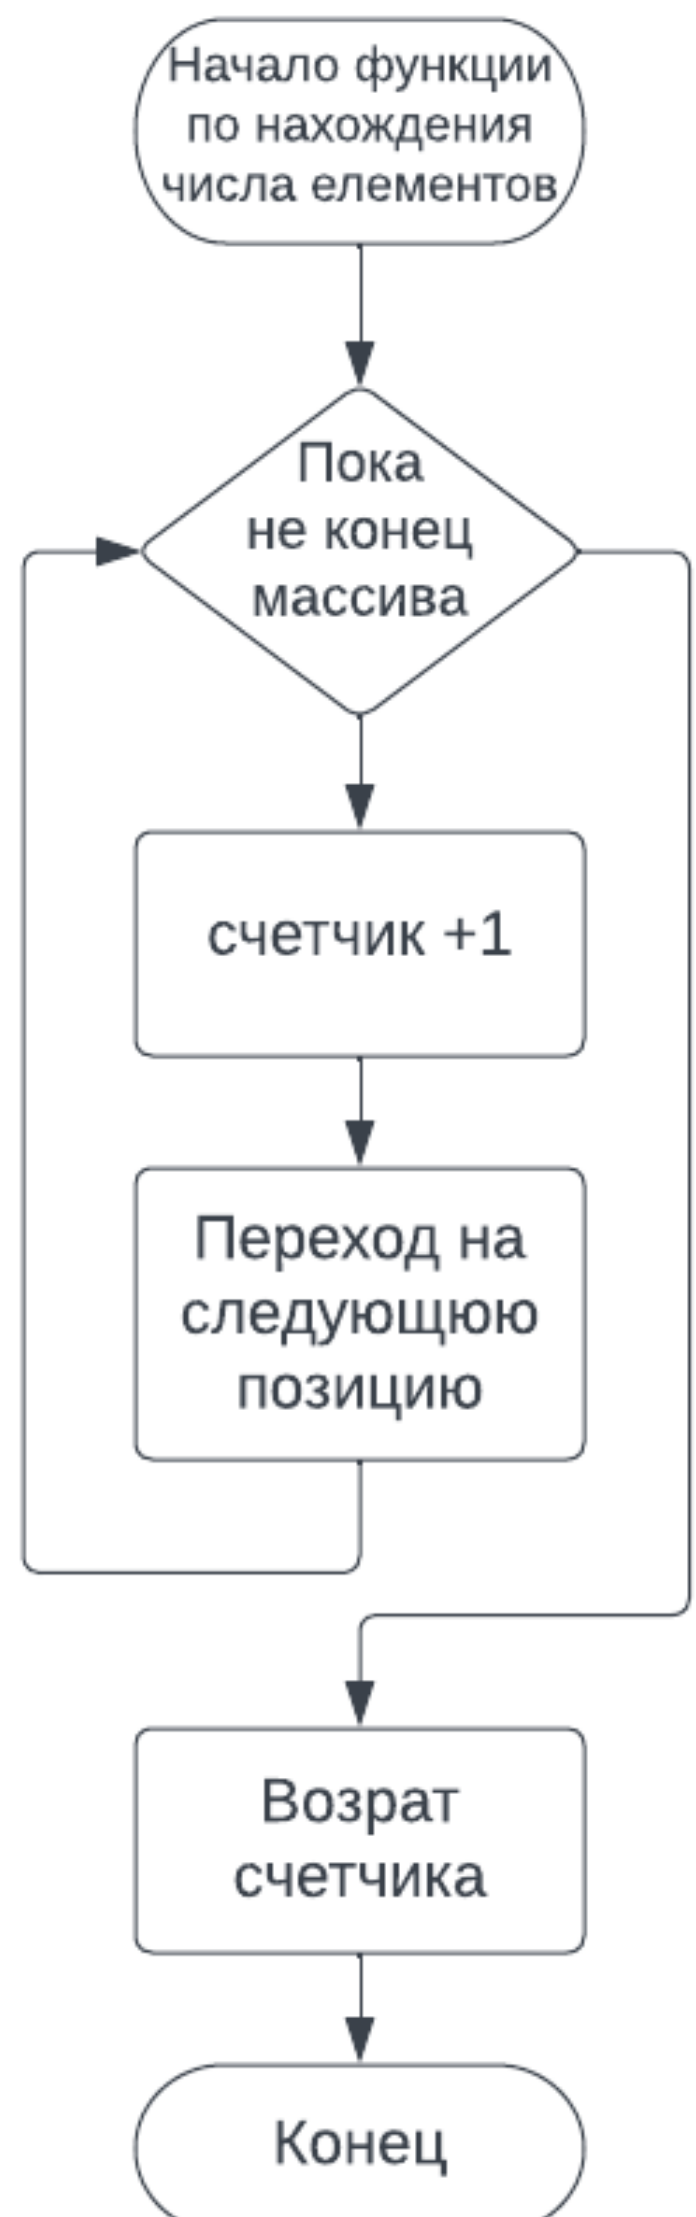 Начало функции
по нахождения
числа елементов
Пока
не конец
массива
счетчик +1
Переход на
следующюю
позицию
Возрат
счетчика
Конец